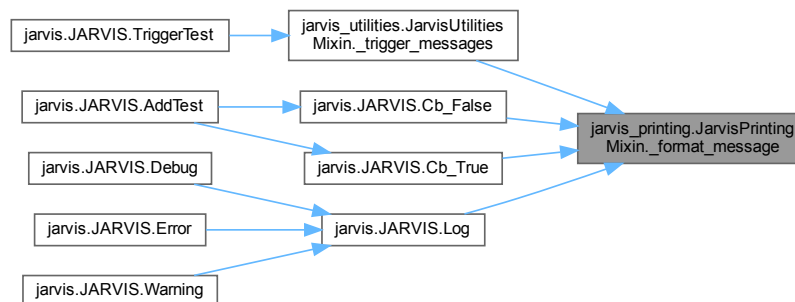 jarvis.JARVIS.TriggerTest
jarvis_utilities.JarvisUtilities
Mixin._trigger_messages
jarvis.JARVIS.AddTest
jarvis.JARVIS.Cb_False
jarvis_printing.JarvisPrinting
Mixin._format_message
jarvis.JARVIS.Debug
jarvis.JARVIS.Cb_True
jarvis.JARVIS.Error
jarvis.JARVIS.Log
jarvis.JARVIS.Warning